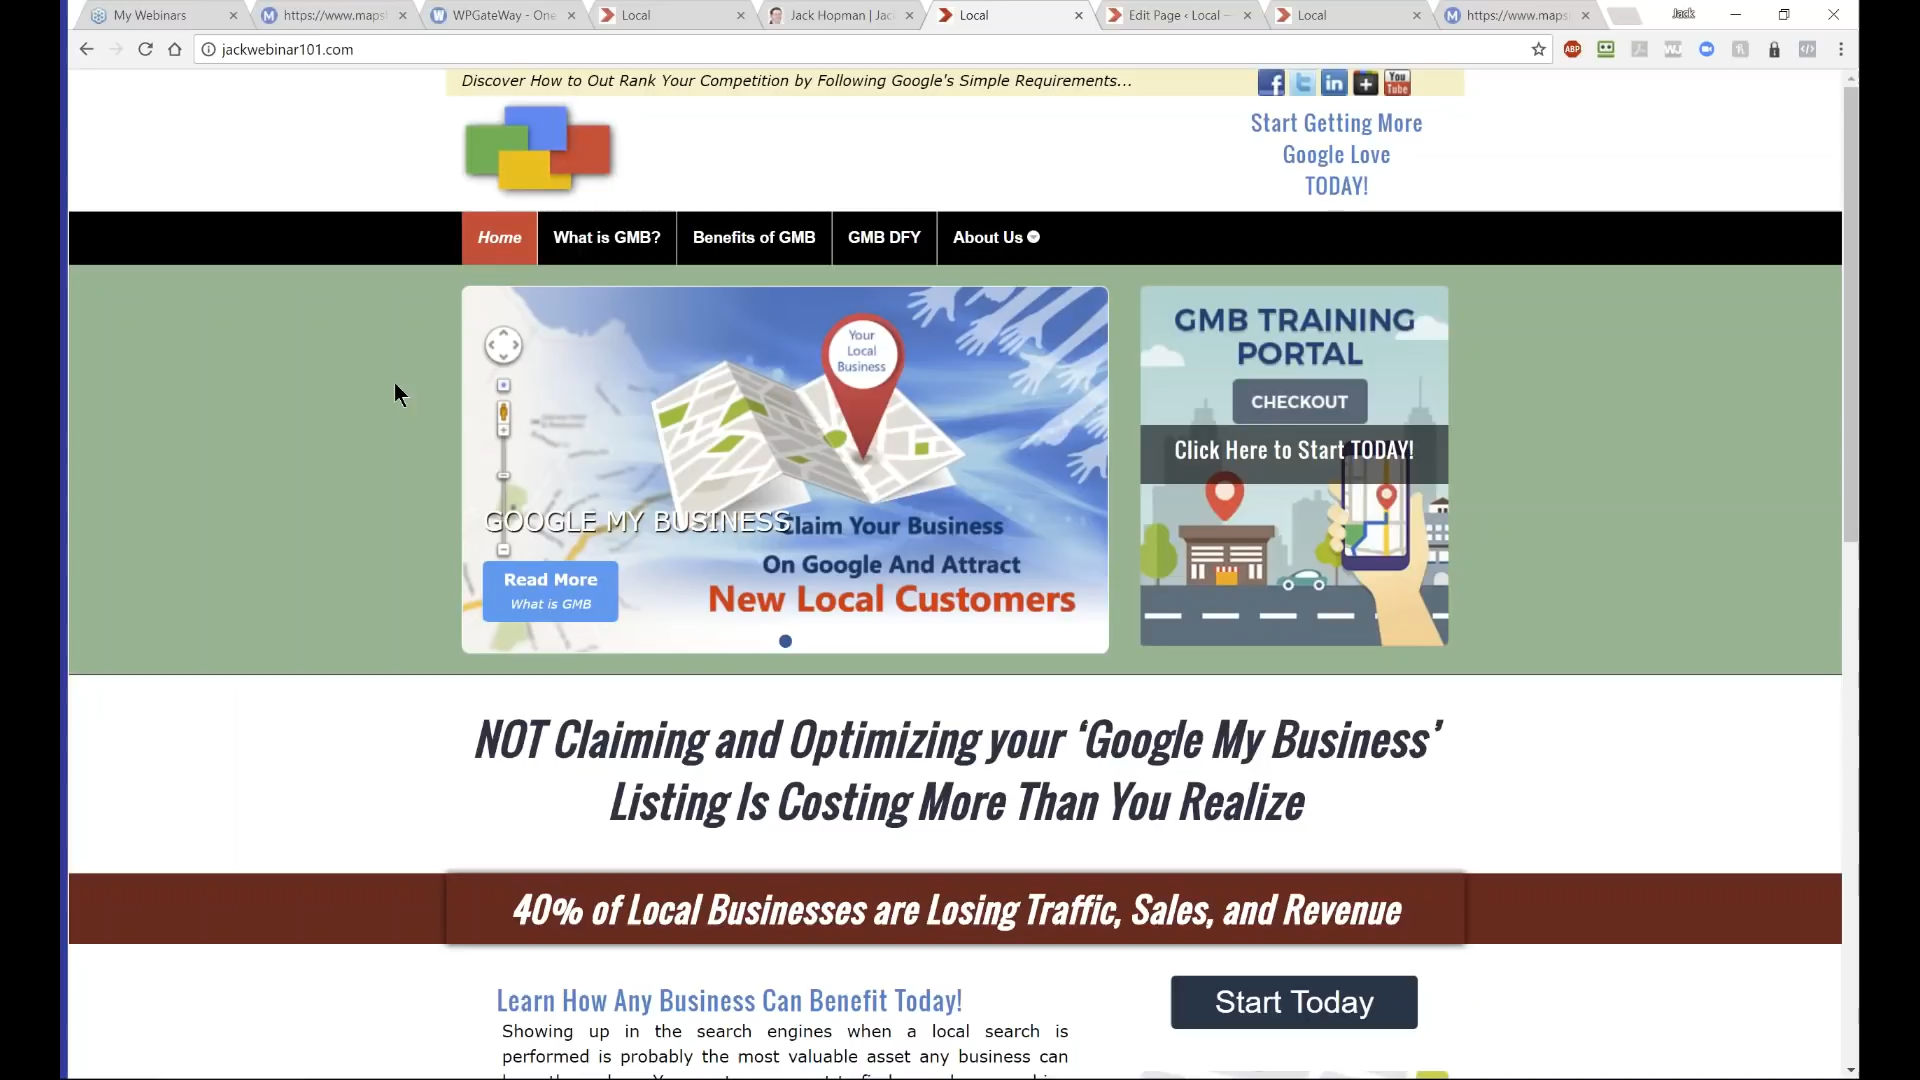 My Webinars
https://www.maps
WPGateWay - One
Local
Jack Hopman | Jac
Local
Edit Page ‹ Local –
Local
https://www.maps
Jack
jackwebinar101.com
ABP
Discover How to Out Rank Your Competition by Following Google's Simple Requirements...
You
Tube
Start Getting More
Google Love
TODAY!
Home
What is GMB?
Benefits of GMB
GMB DFY
About Us
Your
Local
Business
GOOGLE MY BUSINESS
Claim Your Business
On Google And Attract
New Local Customers
Read More
What is GMB
GMB TRAINING
PORTAL
CHECKOUT
Click Here to Start TODAY!
NOT Claiming and Optimizing your ‘Google My Business’
Listing Is Costing More Than You Realize
40% of Local Businesses are Losing Traffic, Sales, and Revenue
Learn How Any Business Can Benefit Today!
Showing up in the search engines when a local search is
performed is probably the most valuable asset any business can
Start Today